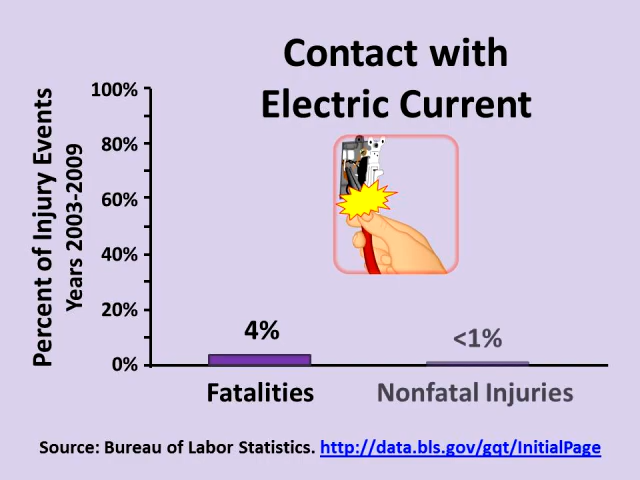 Contact with
Electric Current
Percent of Injury Events
Years 2003-2009
100%
80%
60%
40%
20%
0%
4%
<1%
Fatalities
Nonfatal Injuries
Source: Bureau of Labor Statistics. http://data.bls.gov/gqt/InitialPage